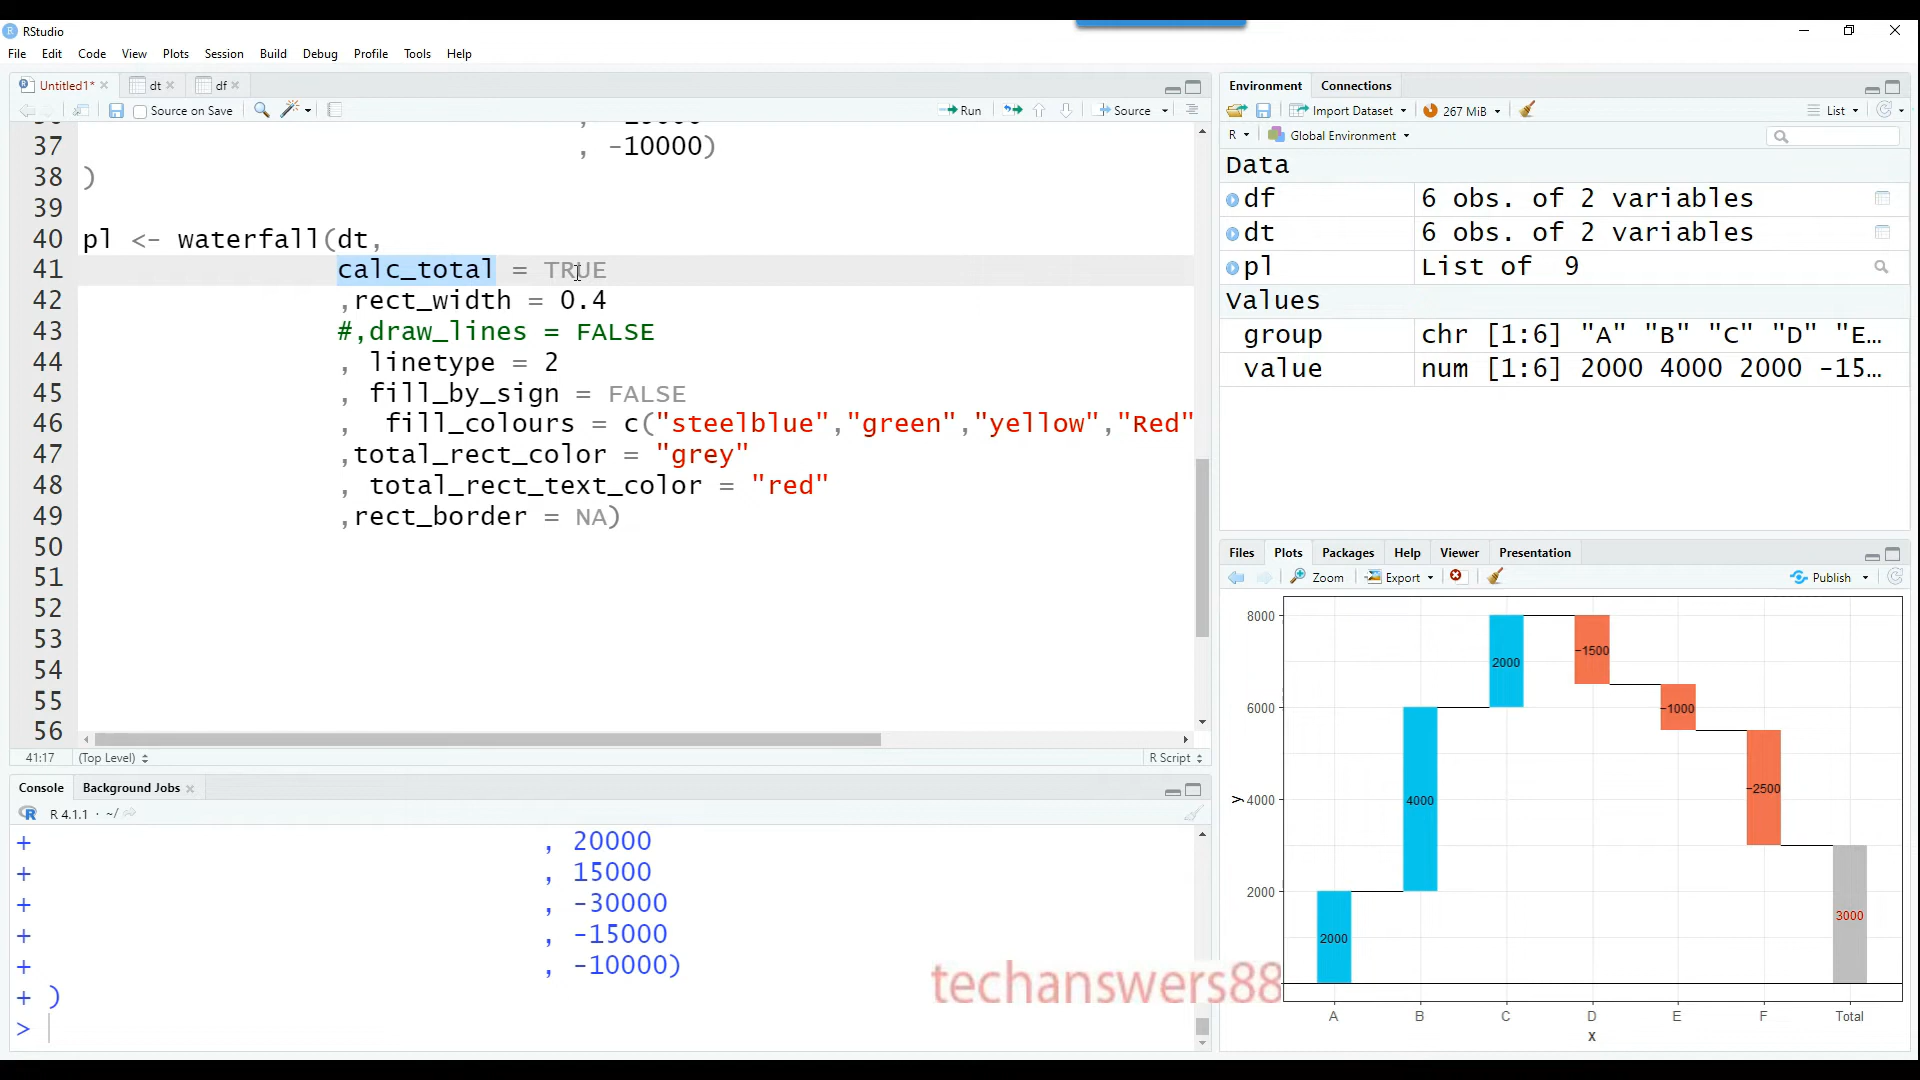 RStudio
File Edit Code View Plots Session Build Debug Profile Tools Help
Untitled1* dt df
Source on Save Run Source
37 , -10000)
38 )
39
40 pl <- waterfall(dt,
41 calc_total = TRUE
42 ,rect_width = 0.4
43 #,draw_lines = FALSE
44 , linetype = 2
45 , fill_by_sign = FALSE
46 , fill_colours = c("steelblue","green","yellow","Red"
47 ,total_rect_color = "grey"
48 , total_rect_text_color = "red"
49 ,rect_border = NA)
50
51
52
53
54
55
56
41:17 (Top Level) R Script
Console Background Jobs
R 4.1.1 · ~/
+ , 20000
+ , 15000
+ , -30000
+ , -15000
+ , -10000)
+ )
>
Environment Connections
Import Dataset 267 MiB List
R Global Environment
Data
df 6 obs. of 2 variables
dt 6 obs. of 2 variables
pl List of 9
Values
group chr [1:6] "A" "B" "C" "D" "E…
value num [1:6] 2000 4000 2000 -15…
Files Plots Packages Help Viewer Presentation
Zoom Export Publish
8000
6000
4000
2000
y
2000
4000
2000
−1500
−1000
−2500
3000
A B C D E F Total
x
techanswers88